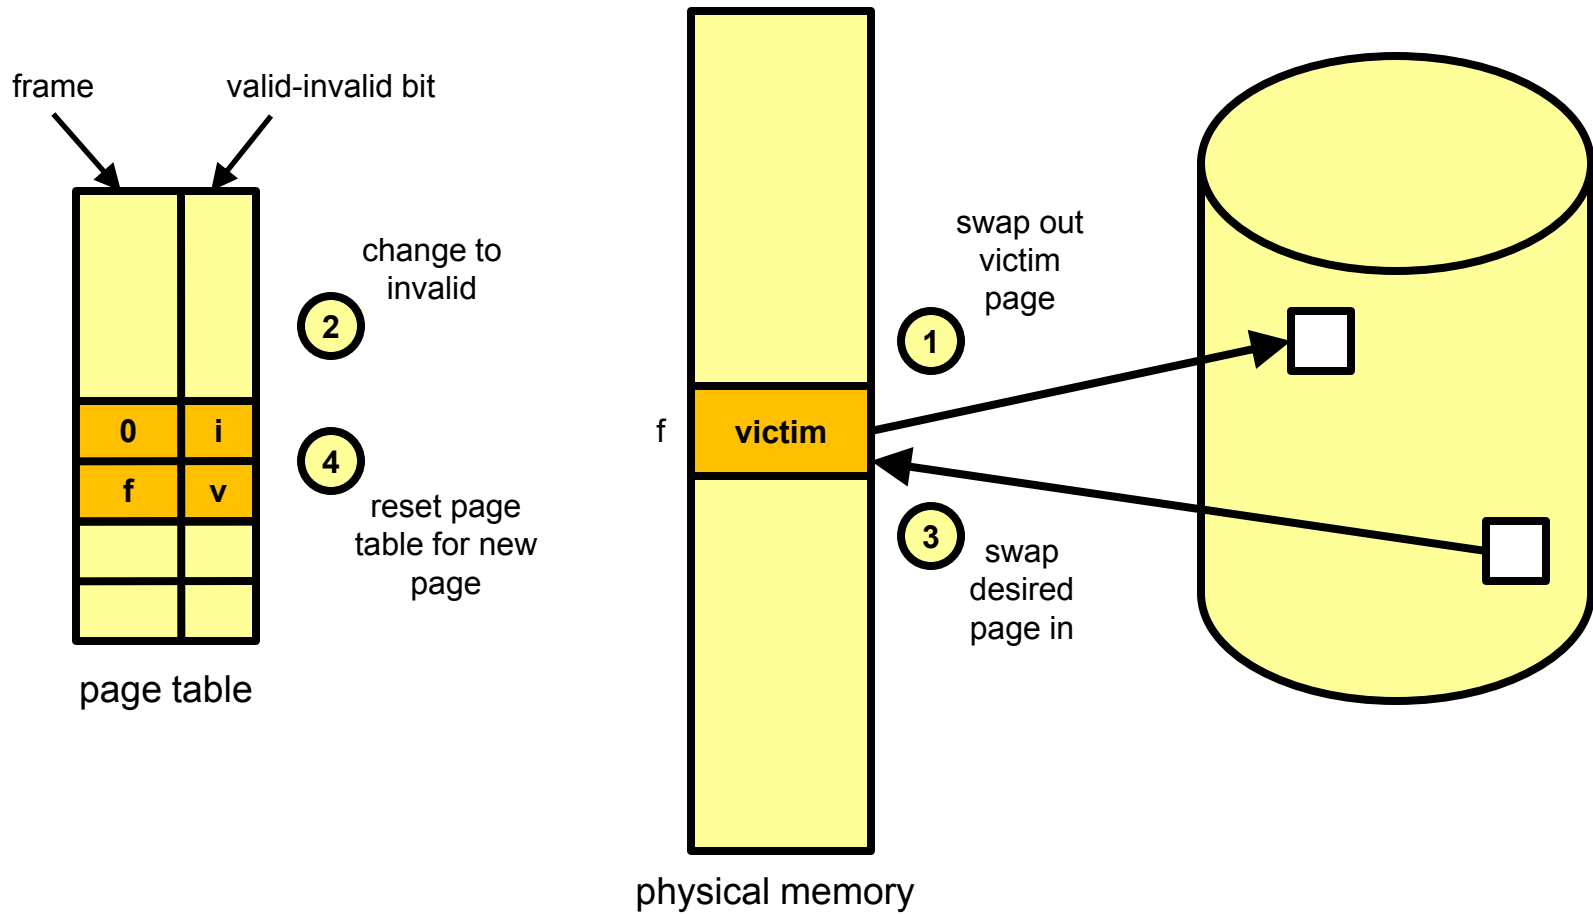 frame
valid-invalid bit
change to
invalid
2
0 i
f v
4
reset page
table for new
page
page table
f
victim
physical memory
swap out
victim
page
1
3
swap
desired
page in